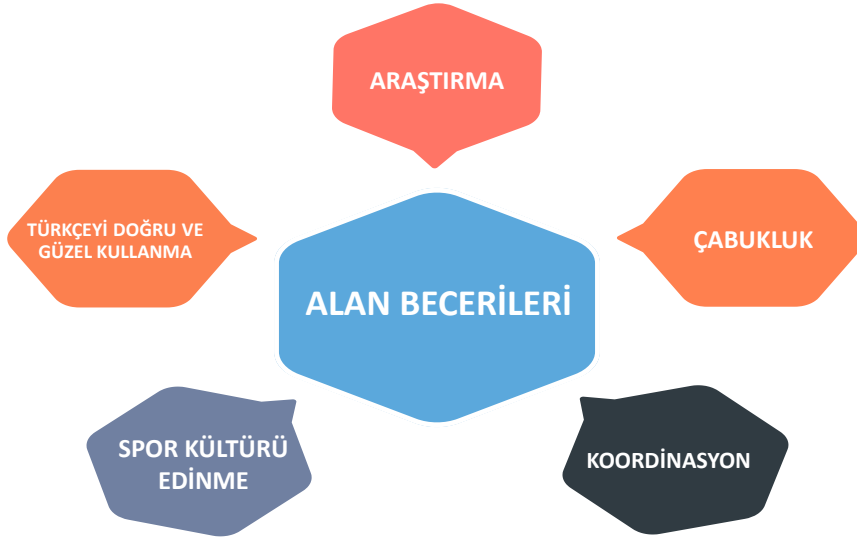 ARAŞTIRMA
TÜRKÇEYİ DOĞRU VE
GÜZEL KULLANMA
ÇABUKLUK
ALAN BECERİLERİ
SPOR KÜLTÜRÜ
EDİNME
KOORDİNASYON